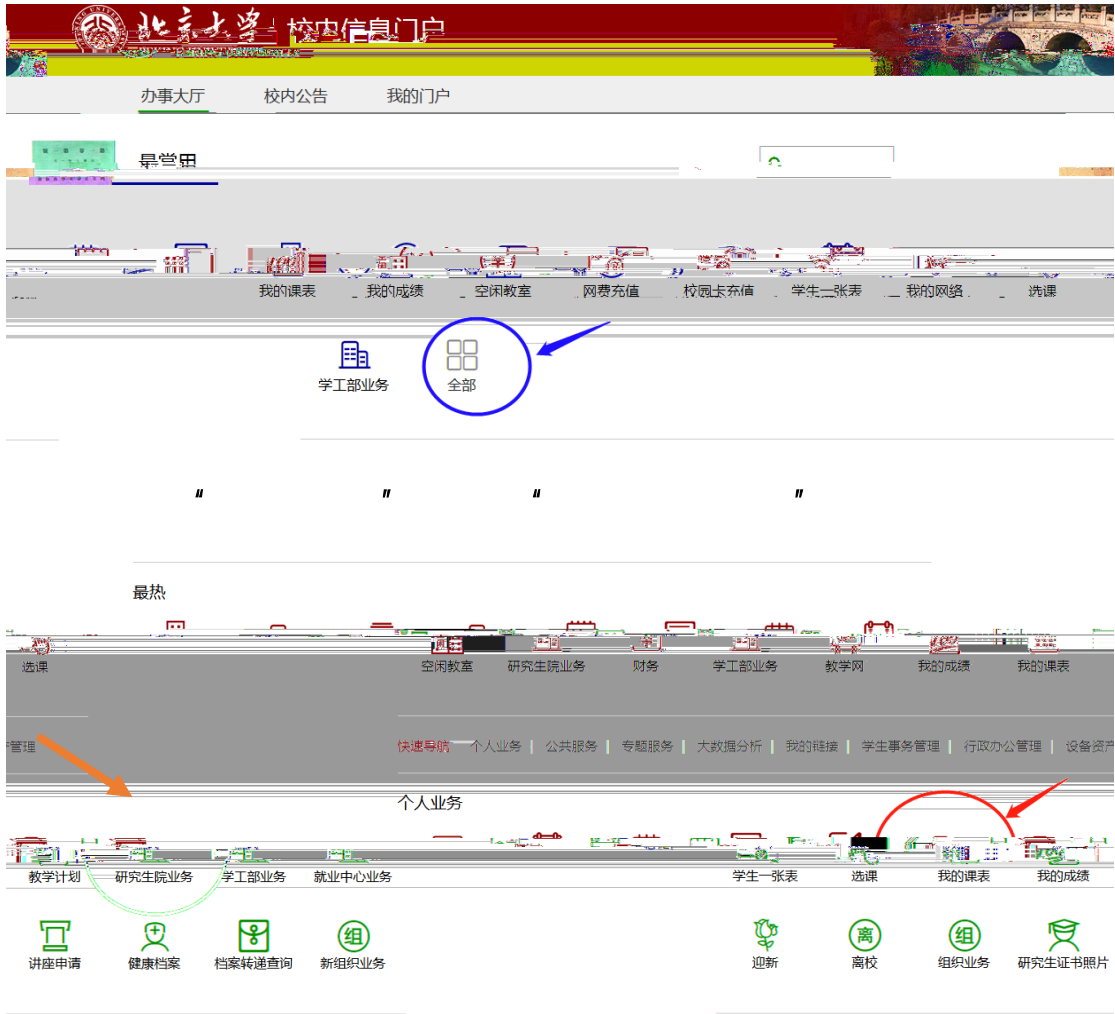 北京大学 校内信息门户
办事大厅 校内公告 我的门户
最常用
我的课表 我的成绩 空闲教室 网费充值 校园卡充值 学生一张表 我的网络 选课
学工部业务 全部
“ ” “ ”
最热
选课 空闲教室 研究生院业务 财务 学工部业务 教学网 我的成绩 我的课表
管理 快速导航 个人业务 | 公共服务 | 专题服务 | 大数据分析 | 我的链接 | 学生事务管理 | 行政办公管理 | 设备资产
个人业务
教学计划 研究生院业务 学工部业务 就业中心业务 学生一张表 选课 我的课表 我的成绩
讲座申请 健康档案 档案转递查询 新组织业务 迎新 离校 组织业务 研究生证书照片